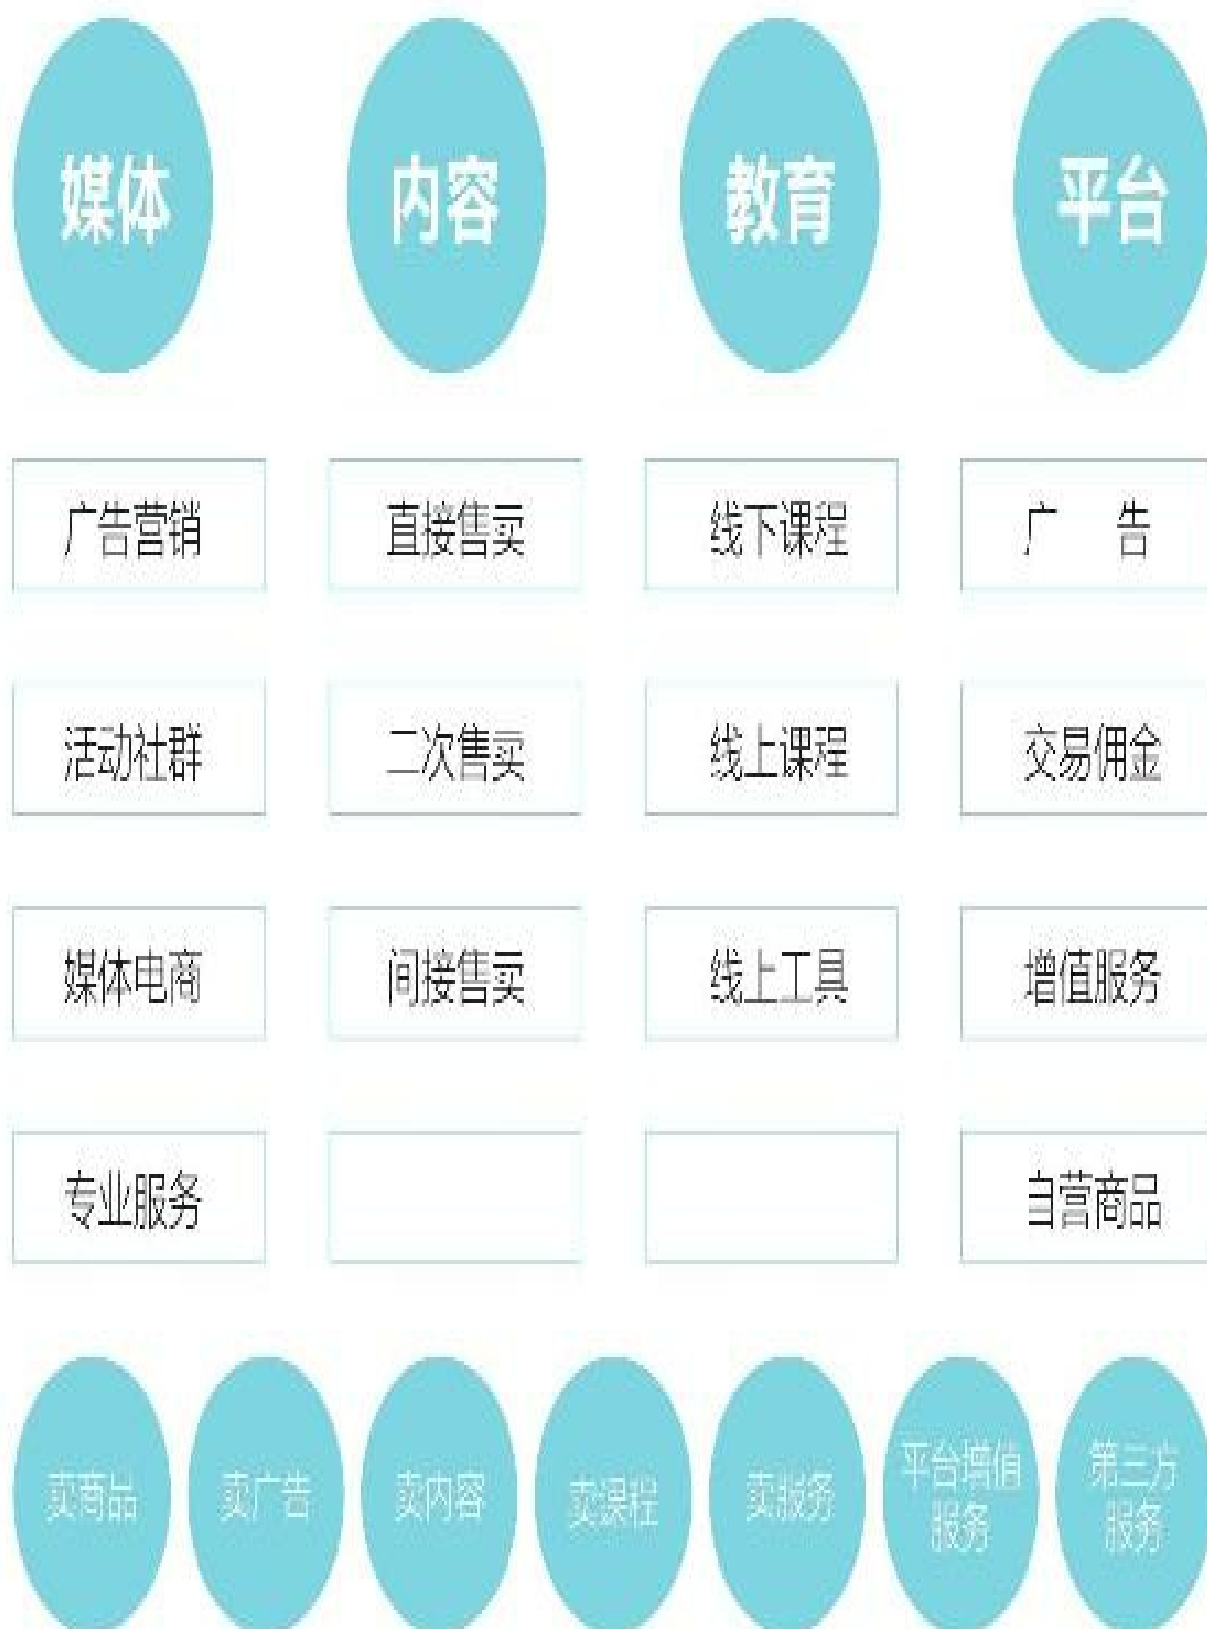 媒体
内容
教育
平台
广告营销
直接售卖
线下课程
广 告
活动社群
二次售卖
线上课程
交易佣金
媒体电商
间接售卖
线上工具
增值服务
专业服务
自营商品
卖商品
卖广告
卖内容
卖课程
卖服务
平台增值
服务
第三方
服务